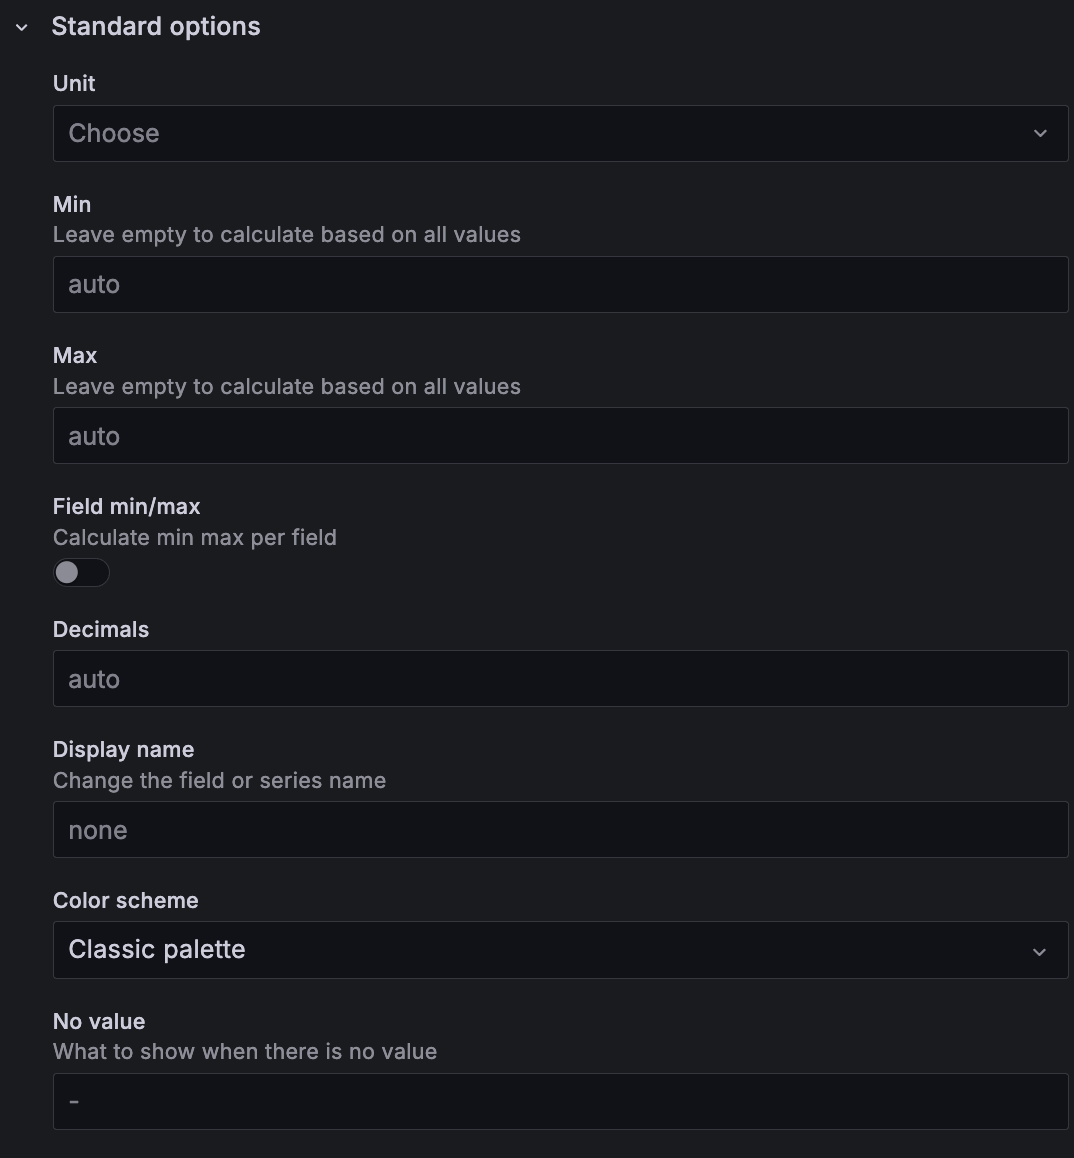 Standard options
Unit
Choose
Min
Leave empty to calculate based on all values
auto
Max
Leave empty to calculate based on all values
auto
Field min/max
Calculate min max per field
Decimals
auto
Display name
Change the field or series name
none
Color scheme
Classic palette
No value
What to show when there is no value
-